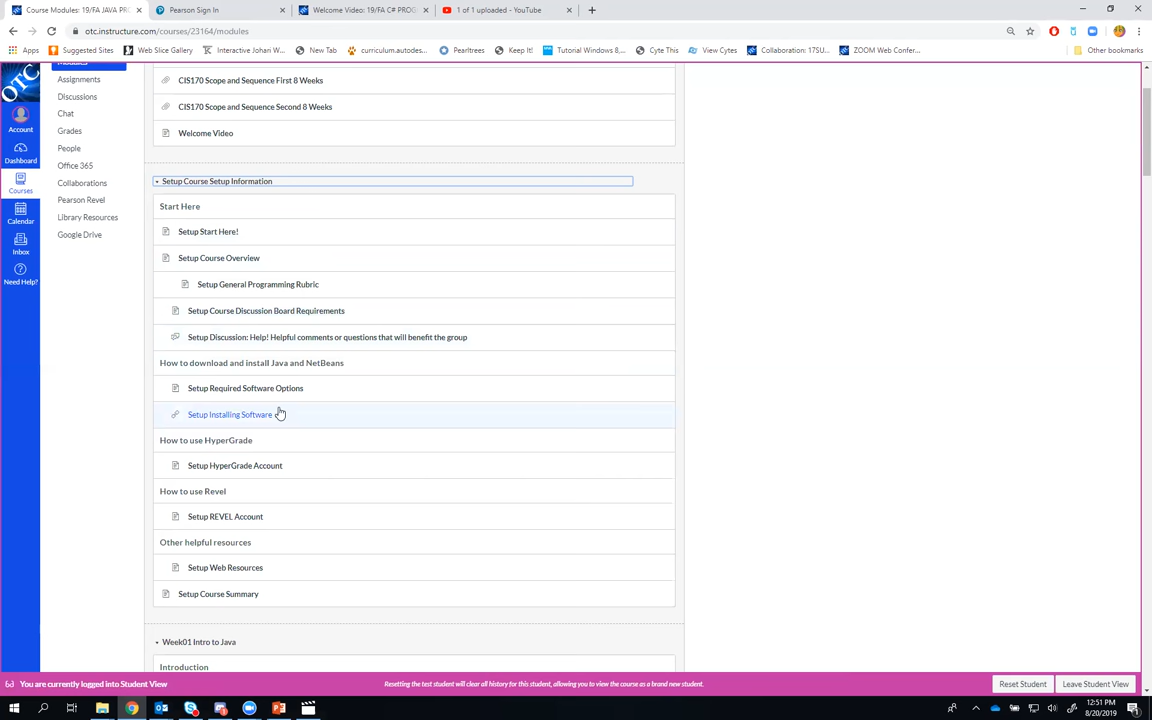 Course Modules: 19/FA JAVA PRO
Pearson Sign In
Welcome Video: 19/FA C# PROG
1 of 1 uploaded - YouTube
otc.instructure.com/courses/23164/modules
Apps
Suggested Sites
Web Slice Gallery
Interactive Johan W...
New Tab
curriculum.autodes...
Pearltrees
Keep It!
Tutorial Windows 8,...
Cyte This
View Cytes
Collaboration: 17SU...
ZOOM Web Confer...
Other bookmarks
OTC
Account
Dashboard
Courses
Calendar
Inbox
Need Help?
Modules
Assignments
Discussions
Chat
Grades
People
Office 365
Collaborations
Pearson Revel
Library Resources
Google Drive
CIS170 Scope and Sequence First 8 Weeks
CIS170 Scope and Sequence Second 8 Weeks
Welcome Video
Setup Course Setup Information
Start Here
Setup Start Here!
Setup Course Overview
Setup General Programming Rubric
Setup Course Discussion Board Requirements
Setup Discussion: Help! Helpful comments or questions that will benefit the group
How to download and install Java and NetBeans
Setup Required Software Options
Setup Installing Software
How to use HyperGrade
Setup HyperGrade Account
How to use Revel
Setup REVEL Account
Other helpful resources
Setup Web Resources
Setup Course Summary
Week01 Intro to Java
Introduction
You are currently logged into Student View
Resetting the test student will clear all history for this student, allowing you to view the course as a brand new student.
Reset Student
Leave Student View
12:51 PM
8/20/2019